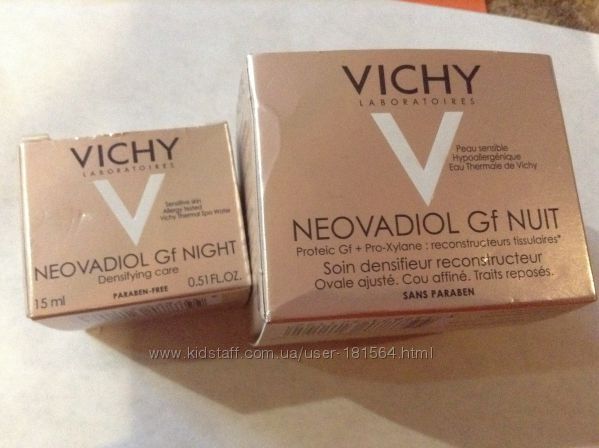 VICHY
LABORATOIRES
Peau sensible
Hypoallergénique
Eau Thermale de Vichy
NEOVADIOL Gf NUIT
Proteic Gf + Pro-Xylane : reconstructeurs tissulaires*
Soin densifieur reconstructeur
Ovale ajusté. Cou affiné. Traits reposés.
SANS PARABEN
VICHY
LABORATOIRES
Sensitive skin
Allergy tested
Vichy Thermal Spa Water
NEOVADIOL Gf NIGHT
Densifying care
15 ml
0.51 FL.OZ.
PARABEN-FREE
www.kidstaff.com.ua/user-181564.html